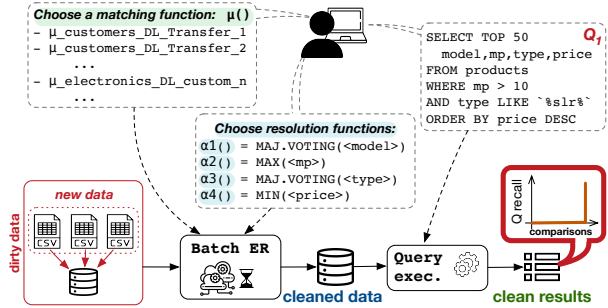 Choose a matching function: μ()
- μ_customers_DL_Transfer_1
- μ_customers_DL_Transfer_2
...
- μ_electronics_DL_custom_n
...
Q1
SELECT TOP 50
model,mp,type,price
FROM products
WHERE mp > 10
AND type LIKE `%slr%`
ORDER BY price DESC
Choose resolution functions:
α1() = MAJ.VOTING(<model>)
α2() = MAX(<mp>)
α3() = MAJ.VOTING(<type>)
α4() = MIN(<price>)
dirty data
new data
CSV
CSV
CSV
Batch ER
cleaned data
Query
exec.
Q recall
comparisons
clean results